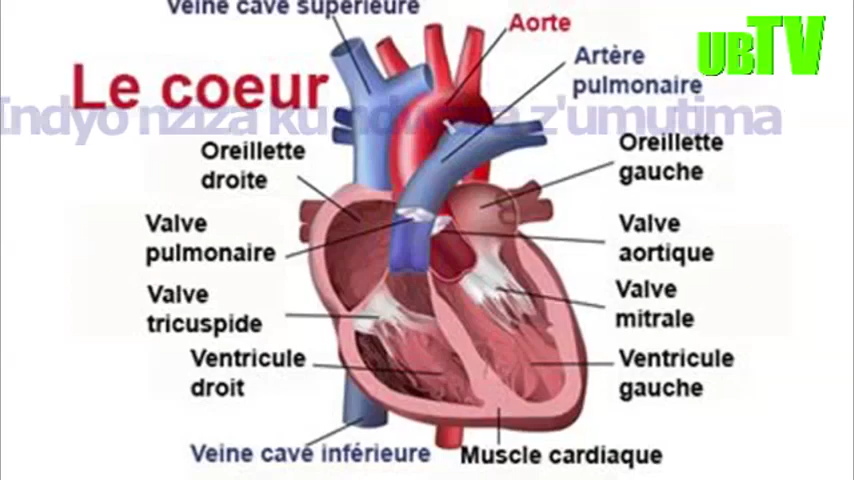 Veine cave supérieure
Aorte
UBTV
Artère
pulmonaire
Le coeur
Indyo nziza ku z'umutima
Oreillette
droite
Oreillette
gauche
Valve
pulmonaire
Valve
aortique
Valve
tricuspide
Valve
mitrale
Ventricule
droit
Ventricule
gauche
Veine cave inférieure
Muscle cardiaque